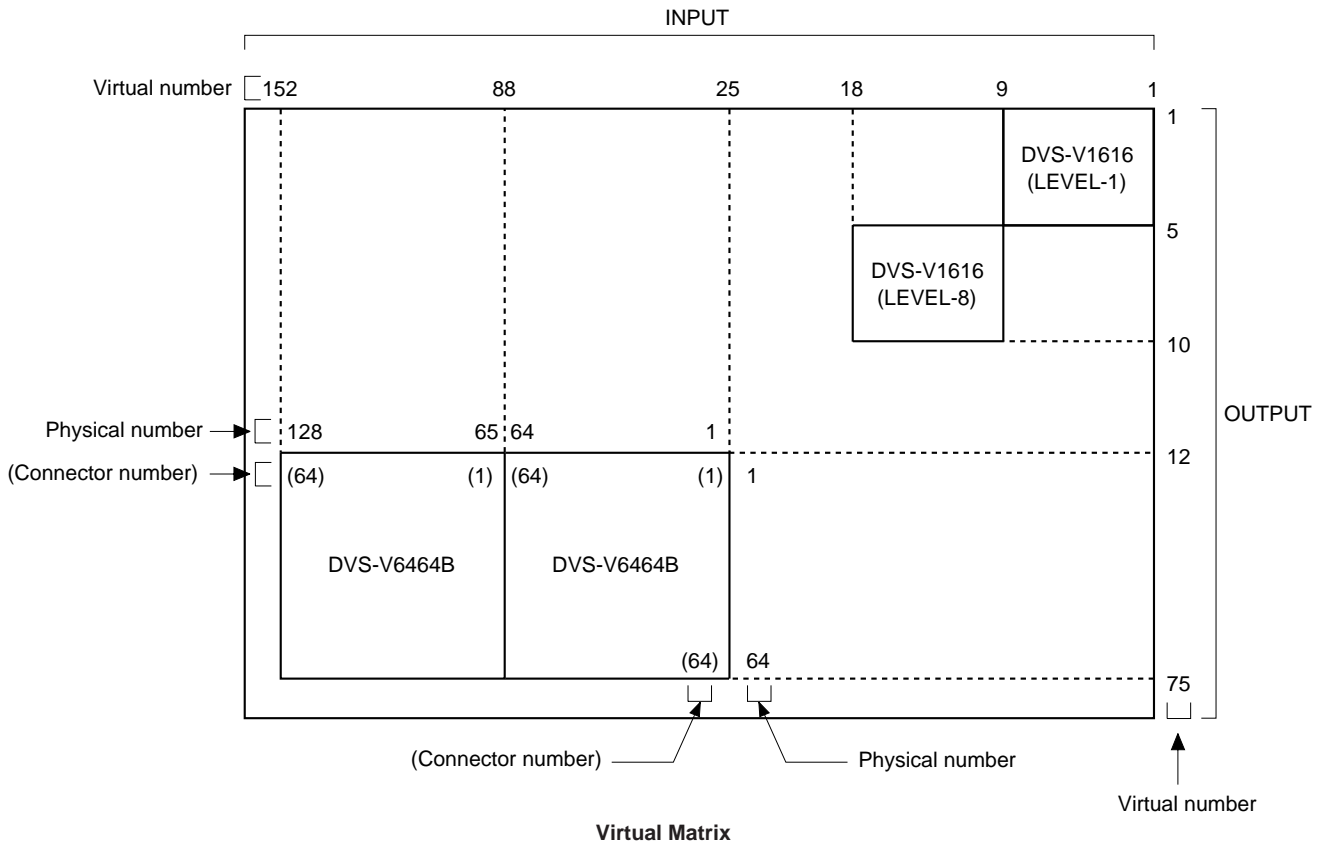 INPUT
Virtual number 152 88 25 18 9 1
1
DVS-V1616
(LEVEL-1)
5
DVS-V1616
(LEVEL-8)
10
OUTPUT
Physical number 128 65 64 1
12
(Connector number) (64) (1) (64) (1) 1
DVS-V6464B DVS-V6464B
(64) 64
75
(Connector number) Physical number
Virtual number
Virtual Matrix